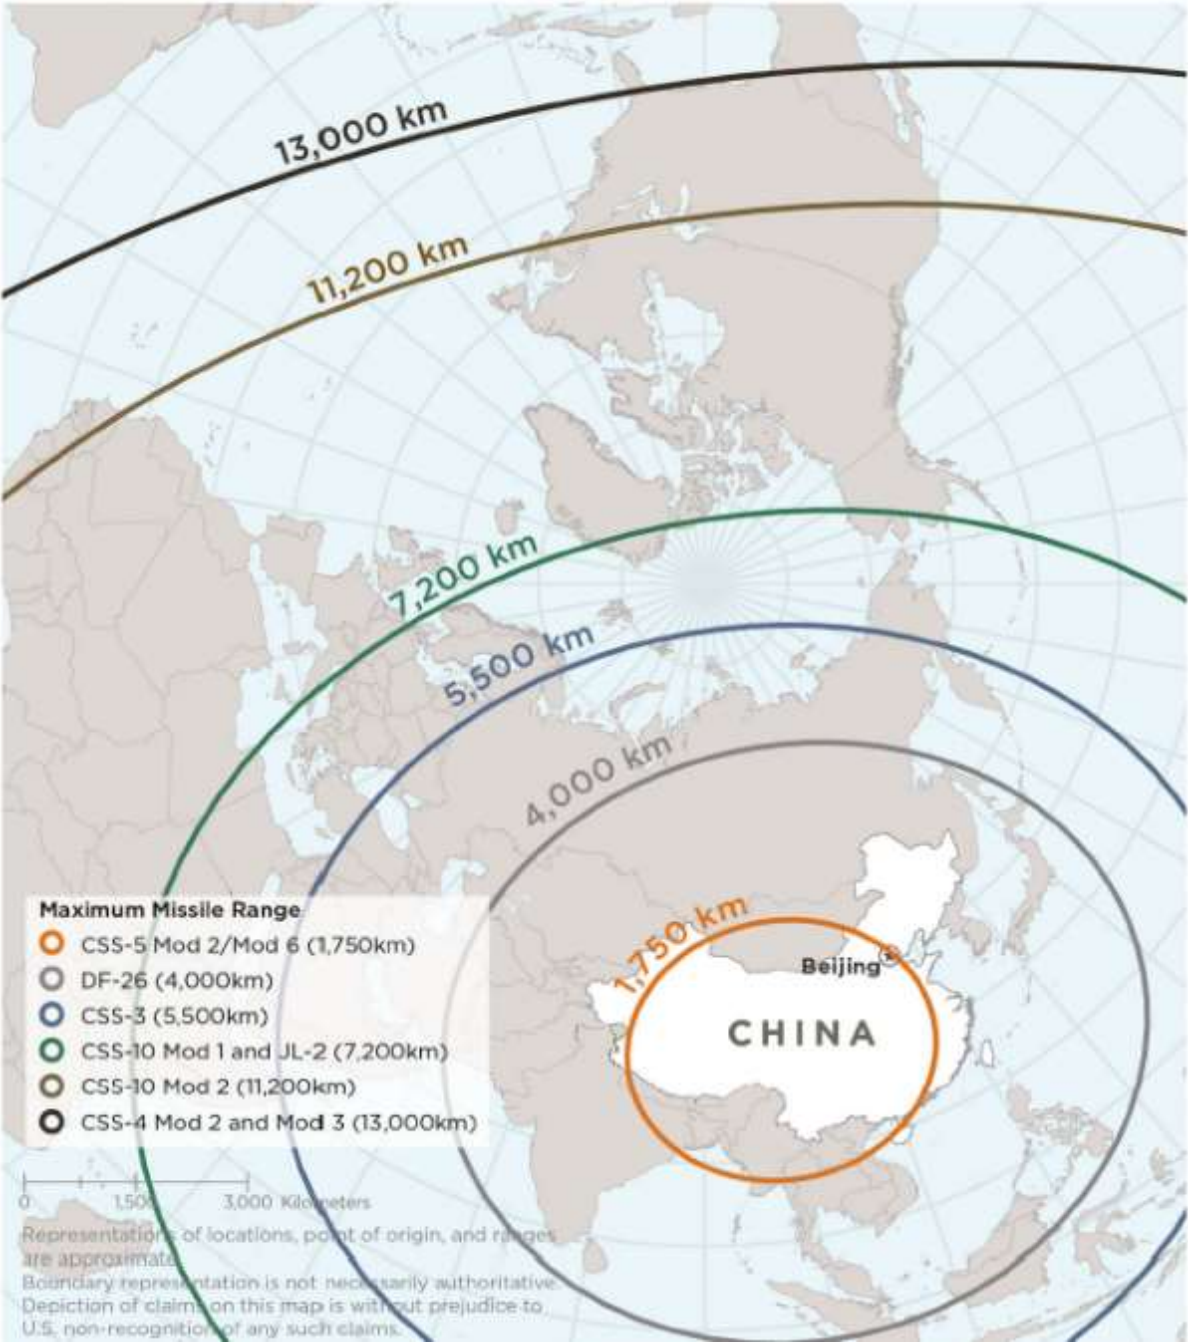 13,000 km
11,200 km
7,200 km
5,500 km
4,000 km
1,750 km
Beijing
CHINA
Maximum Missile Range
CSS-5 Mod 2/Mod 6 (1,750km)
DF-26 (4,000km)
CSS-3 (5,500km)
CSS-10 Mod 1 and JL-2 (7,200km)
CSS-10 Mod 2 (11,200km)
CSS-4 Mod 2 and Mod 3 (13,000km)
0 1,500 3,000 Kilometers
Representations of locations, point of origin, and ranges
are approximate.
Boundary representation is not necessarily authoritative.
Depiction of claims on this map is without prejudice to
U.S. non-recognition of any such claims.